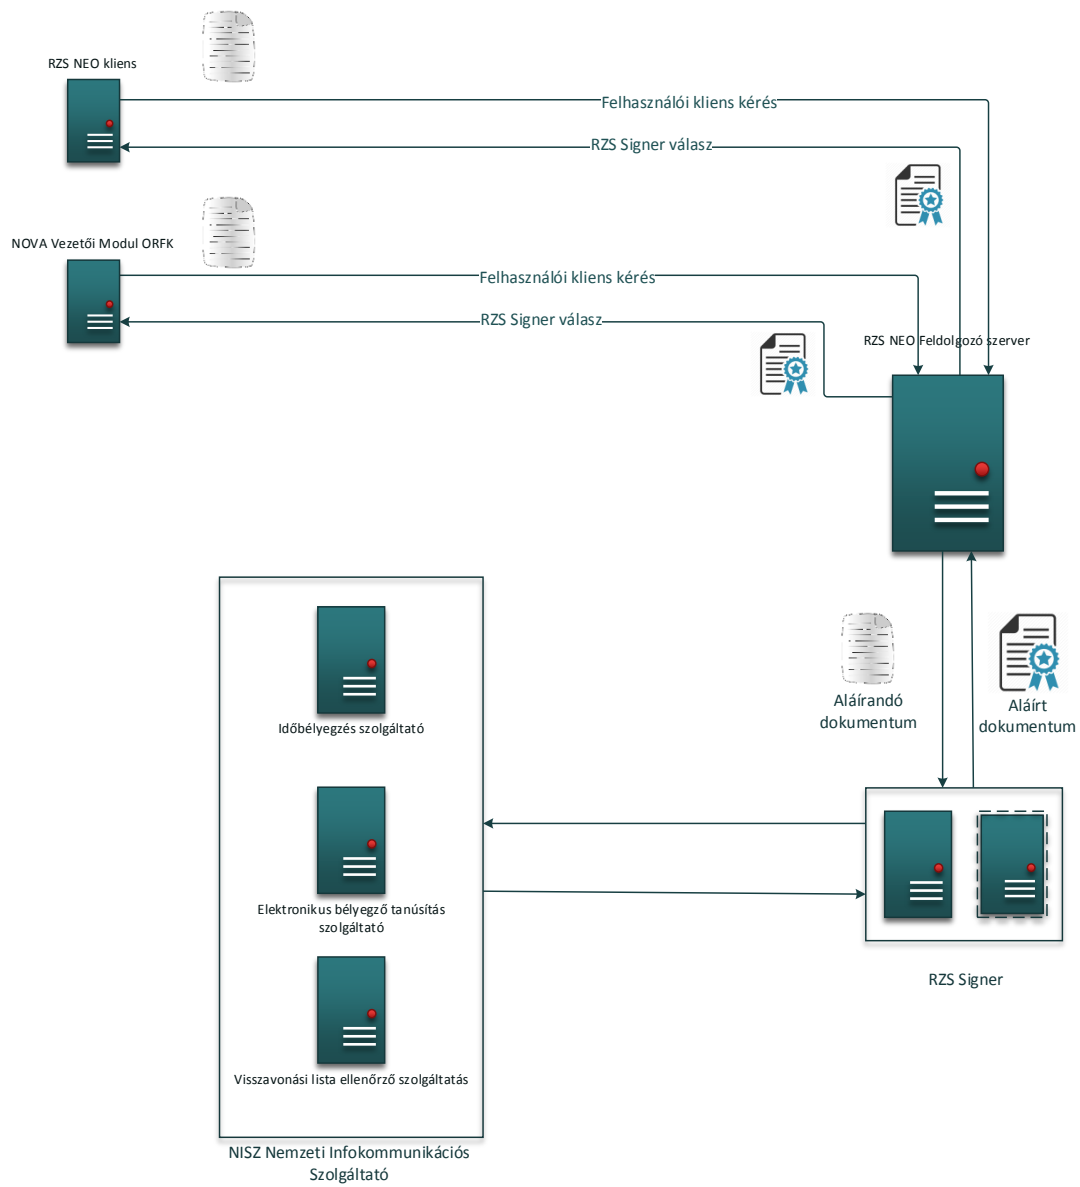 RZS NEO kliens
Felhasználói kliens kérés
RZS Signer válasz
NOVA Vezetői Modul ORFK
Felhasználói kliens kérés
RZS Signer válasz
RZS NEO Feldolgozó szerver
Aláírandó
dokumentum
Aláírt
dokumentum
Időbélyegzés szolgáltató
Elektronikus bélyegző tanúsítás
szolgáltató
RZS Signer
Visszavonási lista ellenőrző szolgáltatás
NISZ Nemzeti Infokommunikációs
Szolgáltató